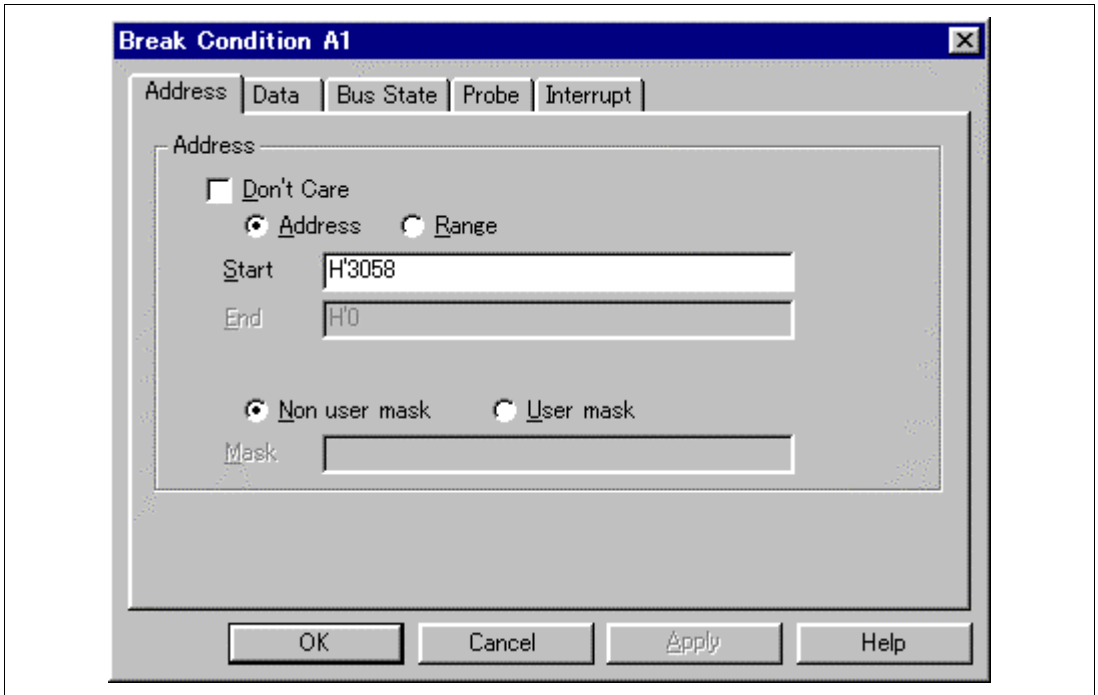 Break Condition A1
Address Data Bus State Probe Interrupt
Address
Don't Care
Address Range
Start H'3058
End H'0
Non user mask User mask
Mask
OK Cancel Apply Help